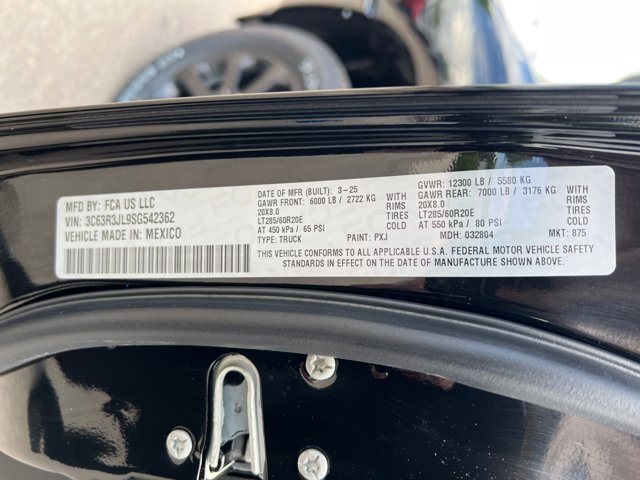 MFD BY: FCA US LLC
VIN: 3C63R3JL9SG542362
VEHICLE MADE IN: MEXICO
DATE OF MFR (BUILT): 3-25
GAWR FRONT: 6000 LB / 2722 KG
20X8.0
LT285/60R20E
AT 450 kPa / 65 PSI
TYPE: TRUCK
US WITH
RIMS
TIRES
COLD
PAINT: PXJ
GVWR: 12300 LB / 5580 KG
GAWR REAR: 7000 LB / 3176 KG
20X8.0
LT285/60R20E
AT 550 kPa / 80 PSI
MDH: 032804
WITH
RIMS
TIRES
COLD
MKT: 875
THIS VEHICLE CONFORMS TO ALL APPLICABLE U.S.A. FEDERAL MOTOR VEHICLE SAFETY
STANDARDS IN EFFECT ON THE DATE OF MANUFACTURE SHOWN ABOVE.